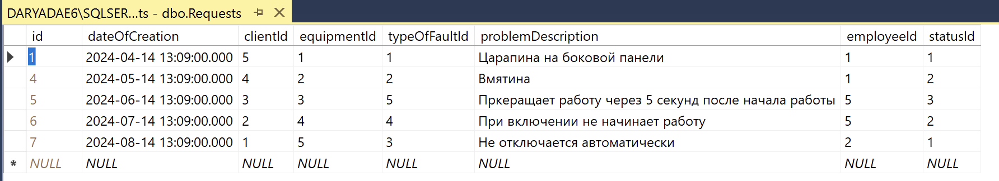 DARYADAE6\SQLSER...ts - dbo.Requests
id dateOfCreation clientId equipmentId typeOfFaultId problemDescription employeeId statusId
1 2024-04-14 13:09:00.000 5 1 1 Царапина на боковой панели 1 1
4 2024-05-14 13:09:00.000 4 2 2 Вмятина 1 2
5 2024-06-14 13:09:00.000 3 3 5 Пркеращает работу через 5 секунд после начала работы 5 3
6 2024-07-14 13:09:00.000 2 4 4 При включении не начинает работу 5 2
7 2024-08-14 13:09:00.000 1 5 3 Не отключается автоматически 2 1
* NULL NULL NULL NULL NULL NULL NULL NULL